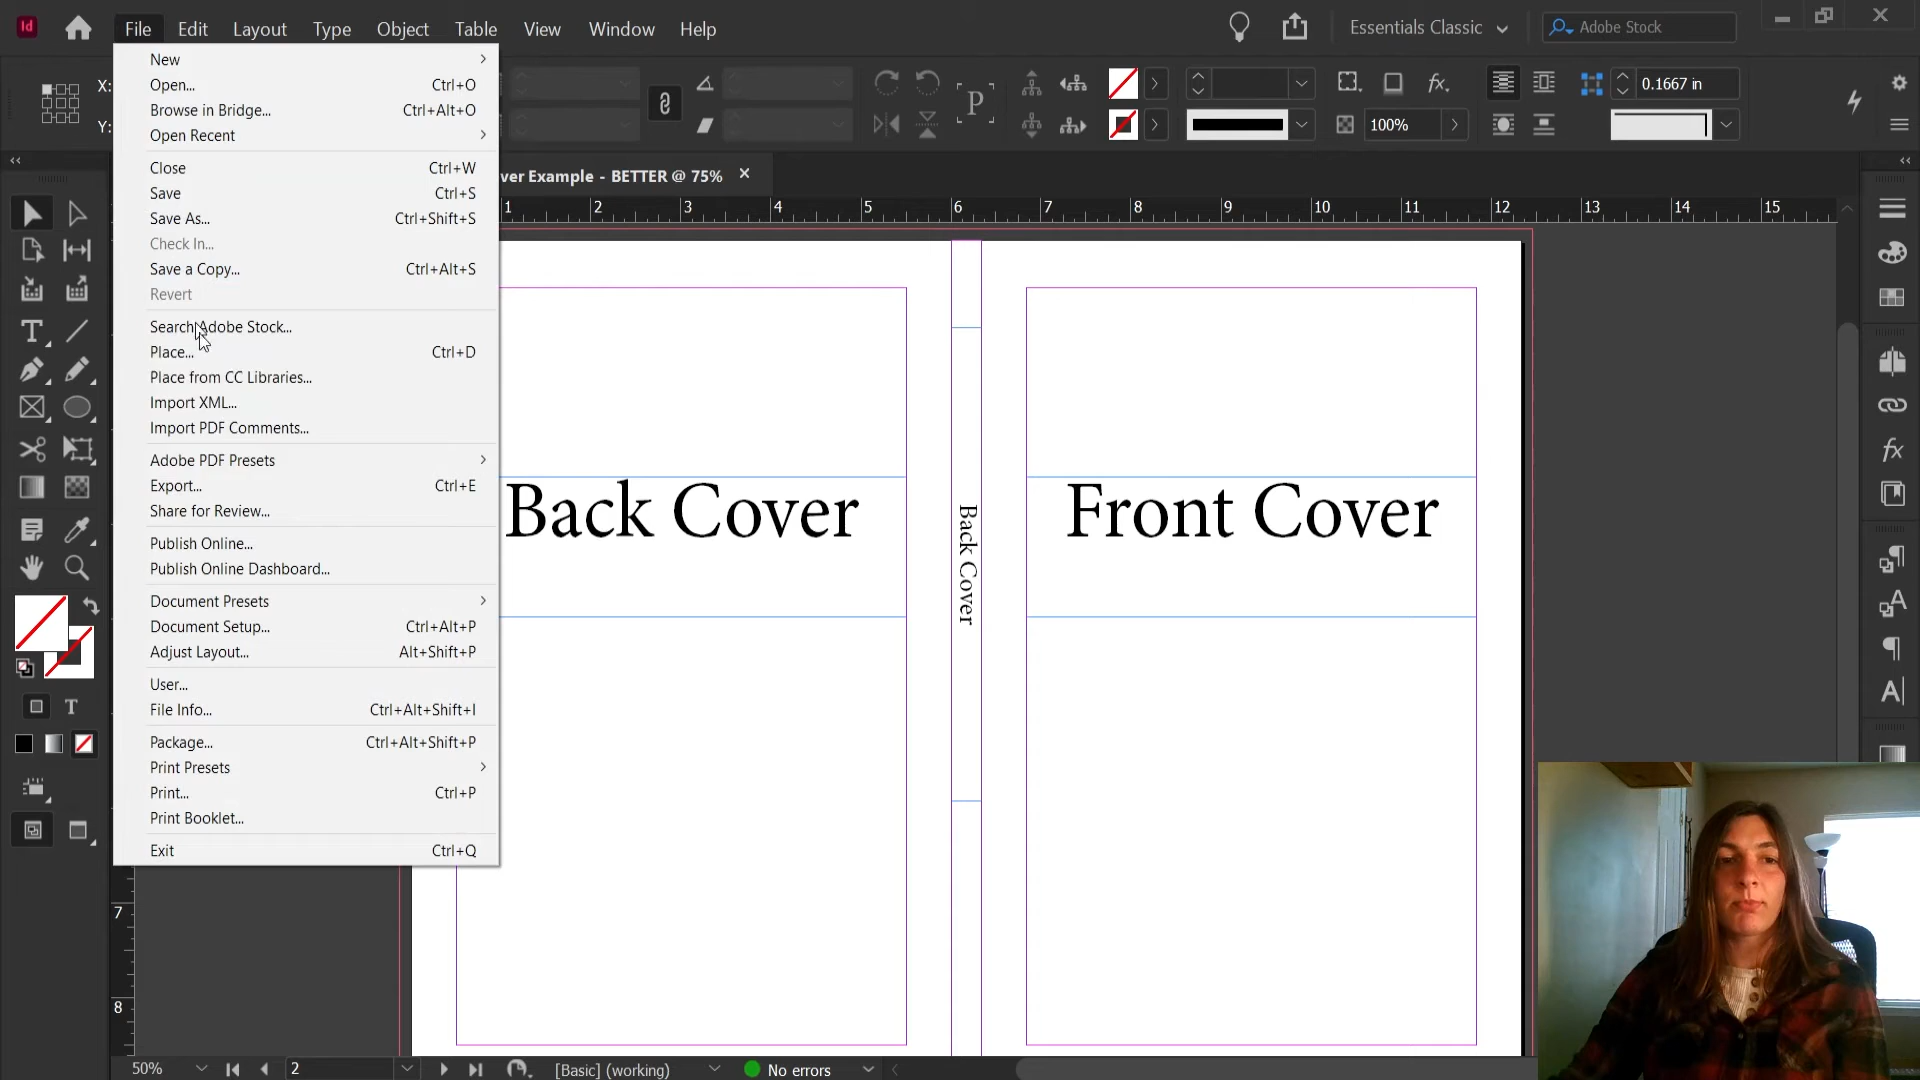 Id
File Edit Layout Type Object Table View Window Help
Essentials Classic
Adobe Stock
X:
Y:
P
fx.
0.1667 in
100%
New
Open... Ctrl+O
Browse in Bridge... Ctrl+Alt+O
Open Recent
Close Ctrl+W
Save Ctrl+S
Save As... Ctrl+Shift+S
Check In...
Save a Copy... Ctrl+Alt+S
Revert
Search Adobe Stock...
Place... Ctrl+D
Place from CC Libraries...
Import XML...
Import PDF Comments...
Adobe PDF Presets
Export... Ctrl+E
Share for Review...
Publish Online...
Publish Online Dashboard...
Document Presets
Document Setup... Ctrl+Alt+P
Adjust Layout... Alt+Shift+P
User...
File Info... Ctrl+Alt+Shift+I
Package... Ctrl+Alt+Shift+P
Print Presets
Print... Ctrl+P
Print Booklet...
Exit Ctrl+Q
ver Example - BETTER @ 75%
1 2 3 4 5 6 7 8 9 10 11 12 13 14 15
Back Cover
Back Cover
Front Cover
7
8
50%
2
[Basic] (working)
No errors